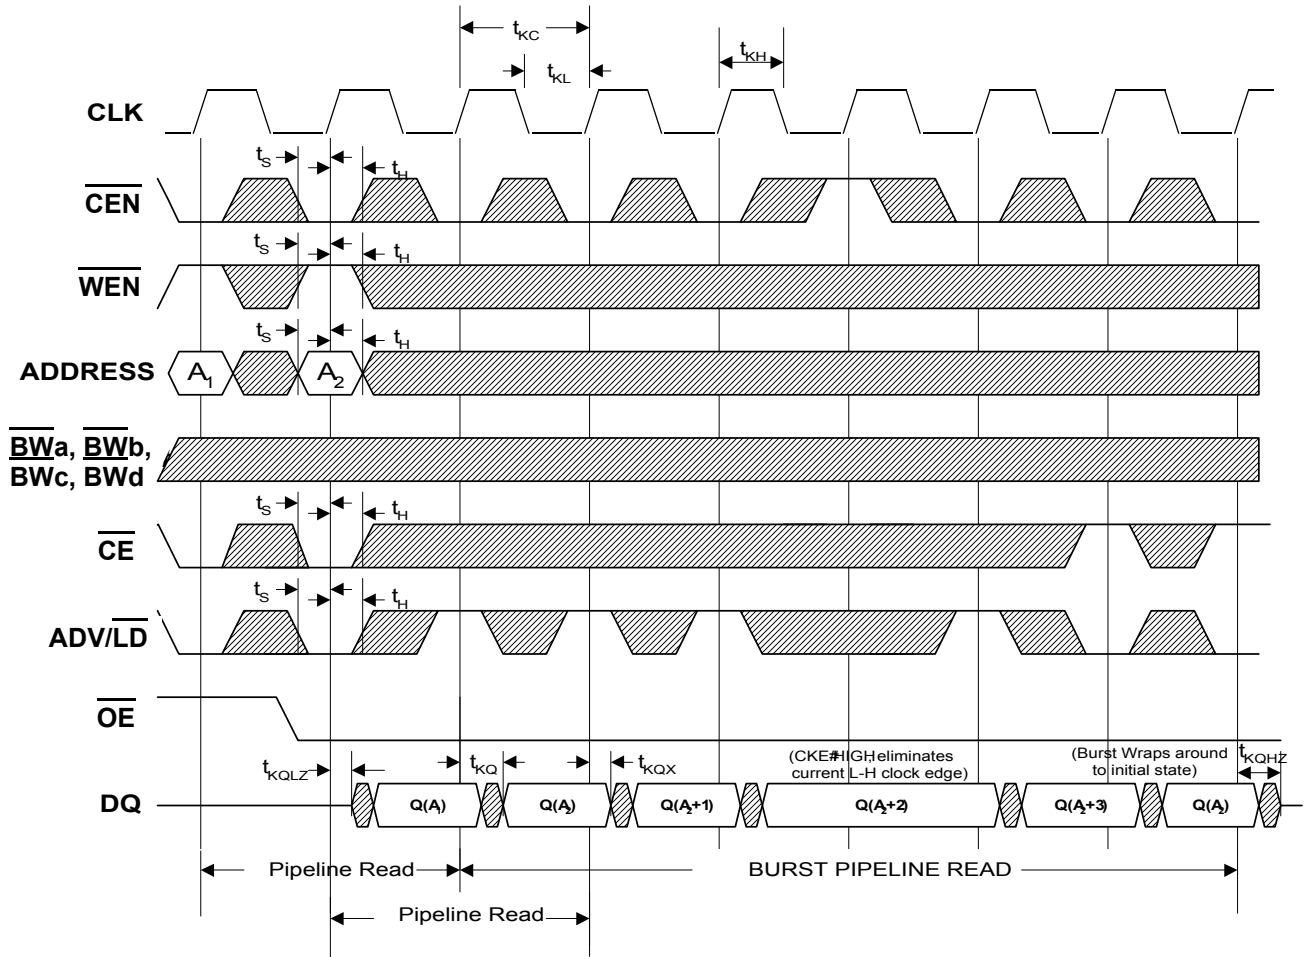 tKC
tKL
tKH
CLK
tS
tH
CEN
tS
tH
WEN
tS
tH
ADDRESS
A1
A2
BWa, BWb,
BWc, BWd
tS
tH
CE
tS
tH
ADV/LD
OE
tKQLZ
tKQ
tKQX
(CKE#HIGH, eliminates
current L-H clock edge)
(Burst Wraps around
to initial state)
tKQHZ
DQ
Q(A1)
Q(A2)
Q(A2+1)
Q(A2+2)
Q(A2+3)
Q(A2)
Pipeline Read
BURST PIPELINE READ
Pipeline Read